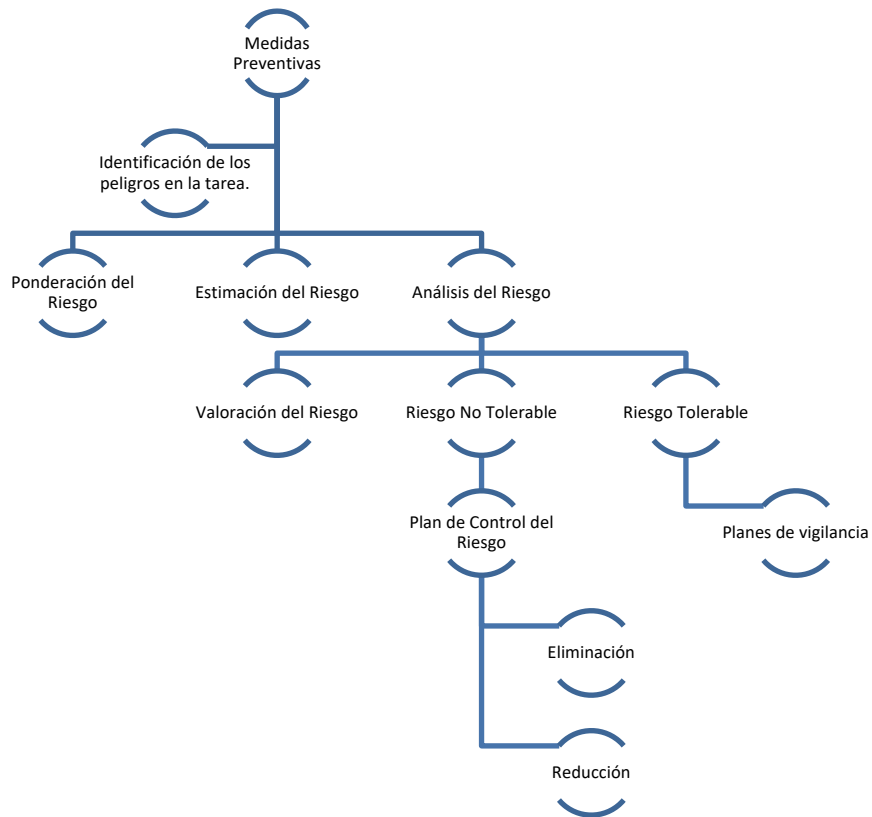 Medidas
Preventivas
Identificación de los
peligros en la tarea.
Ponderación del
Riesgo
Estimación del Riesgo
Análisis del Riesgo
Valoración del Riesgo
Riesgo No Tolerable
Riesgo Tolerable
Plan de Control del
Riesgo
Planes de vigilancia
Eliminación
Reducción